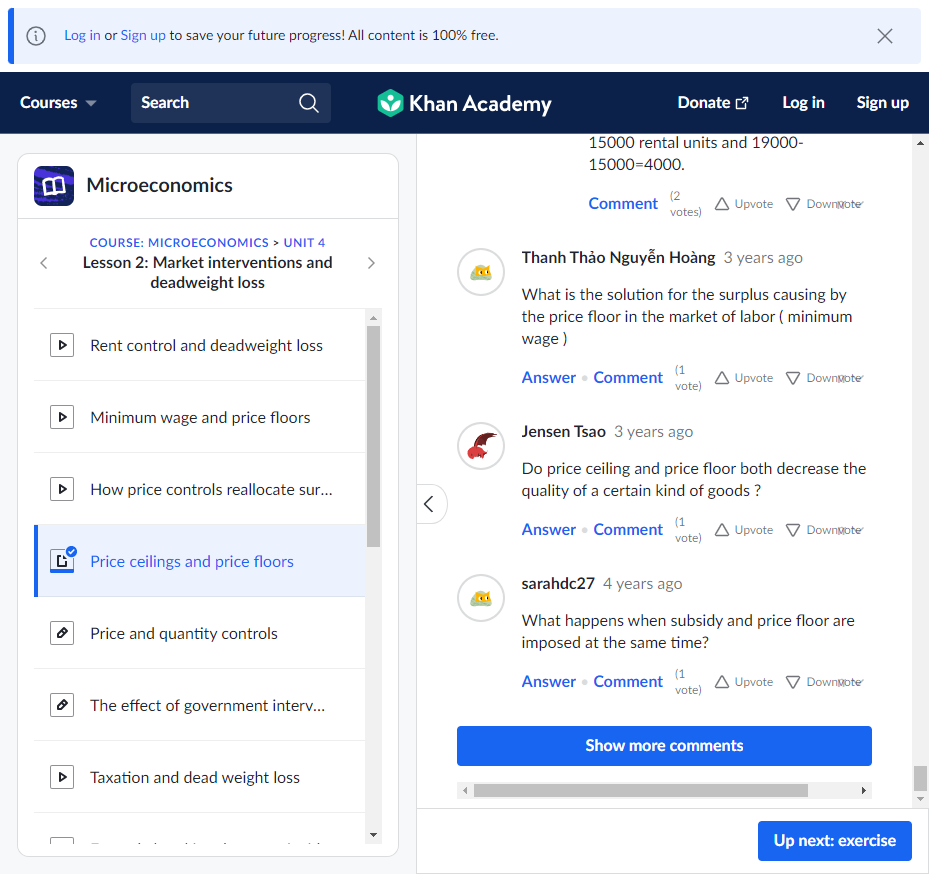 Log in or Sign up to save your future progress! All content is 100% free.
Courses
Search
Khan Academy
Donate
Log in
Sign up
Microeconomics
COURSE: MICROECONOMICS > UNIT 4
Lesson 2: Market interventions and
deadweight loss
Rent control and deadweight loss
Minimum wage and price floors
How price controls reallocate sur...
Price ceilings and price floors
Price and quantity controls
The effect of government interv...
Taxation and dead weight loss
15000 rental units and 19000-
15000=4000.
Comment (2 votes) Upvote Downvote
Thanh Thảo Nguyễn Hoàng 3 years ago
What is the solution for the surplus causing by
the price floor in the market of labor ( minimum
wage )
Answer • Comment (1 vote) Upvote Downvote
Jensen Tsao 3 years ago
Do price ceiling and price floor both decrease the
quality of a certain kind of goods ?
Answer • Comment (1 vote) Upvote Downvote
sarahdc27 4 years ago
What happens when subsidy and price floor are
imposed at the same time?
Answer • Comment (1 vote) Upvote Downvote
Show more comments
Up next: exercise